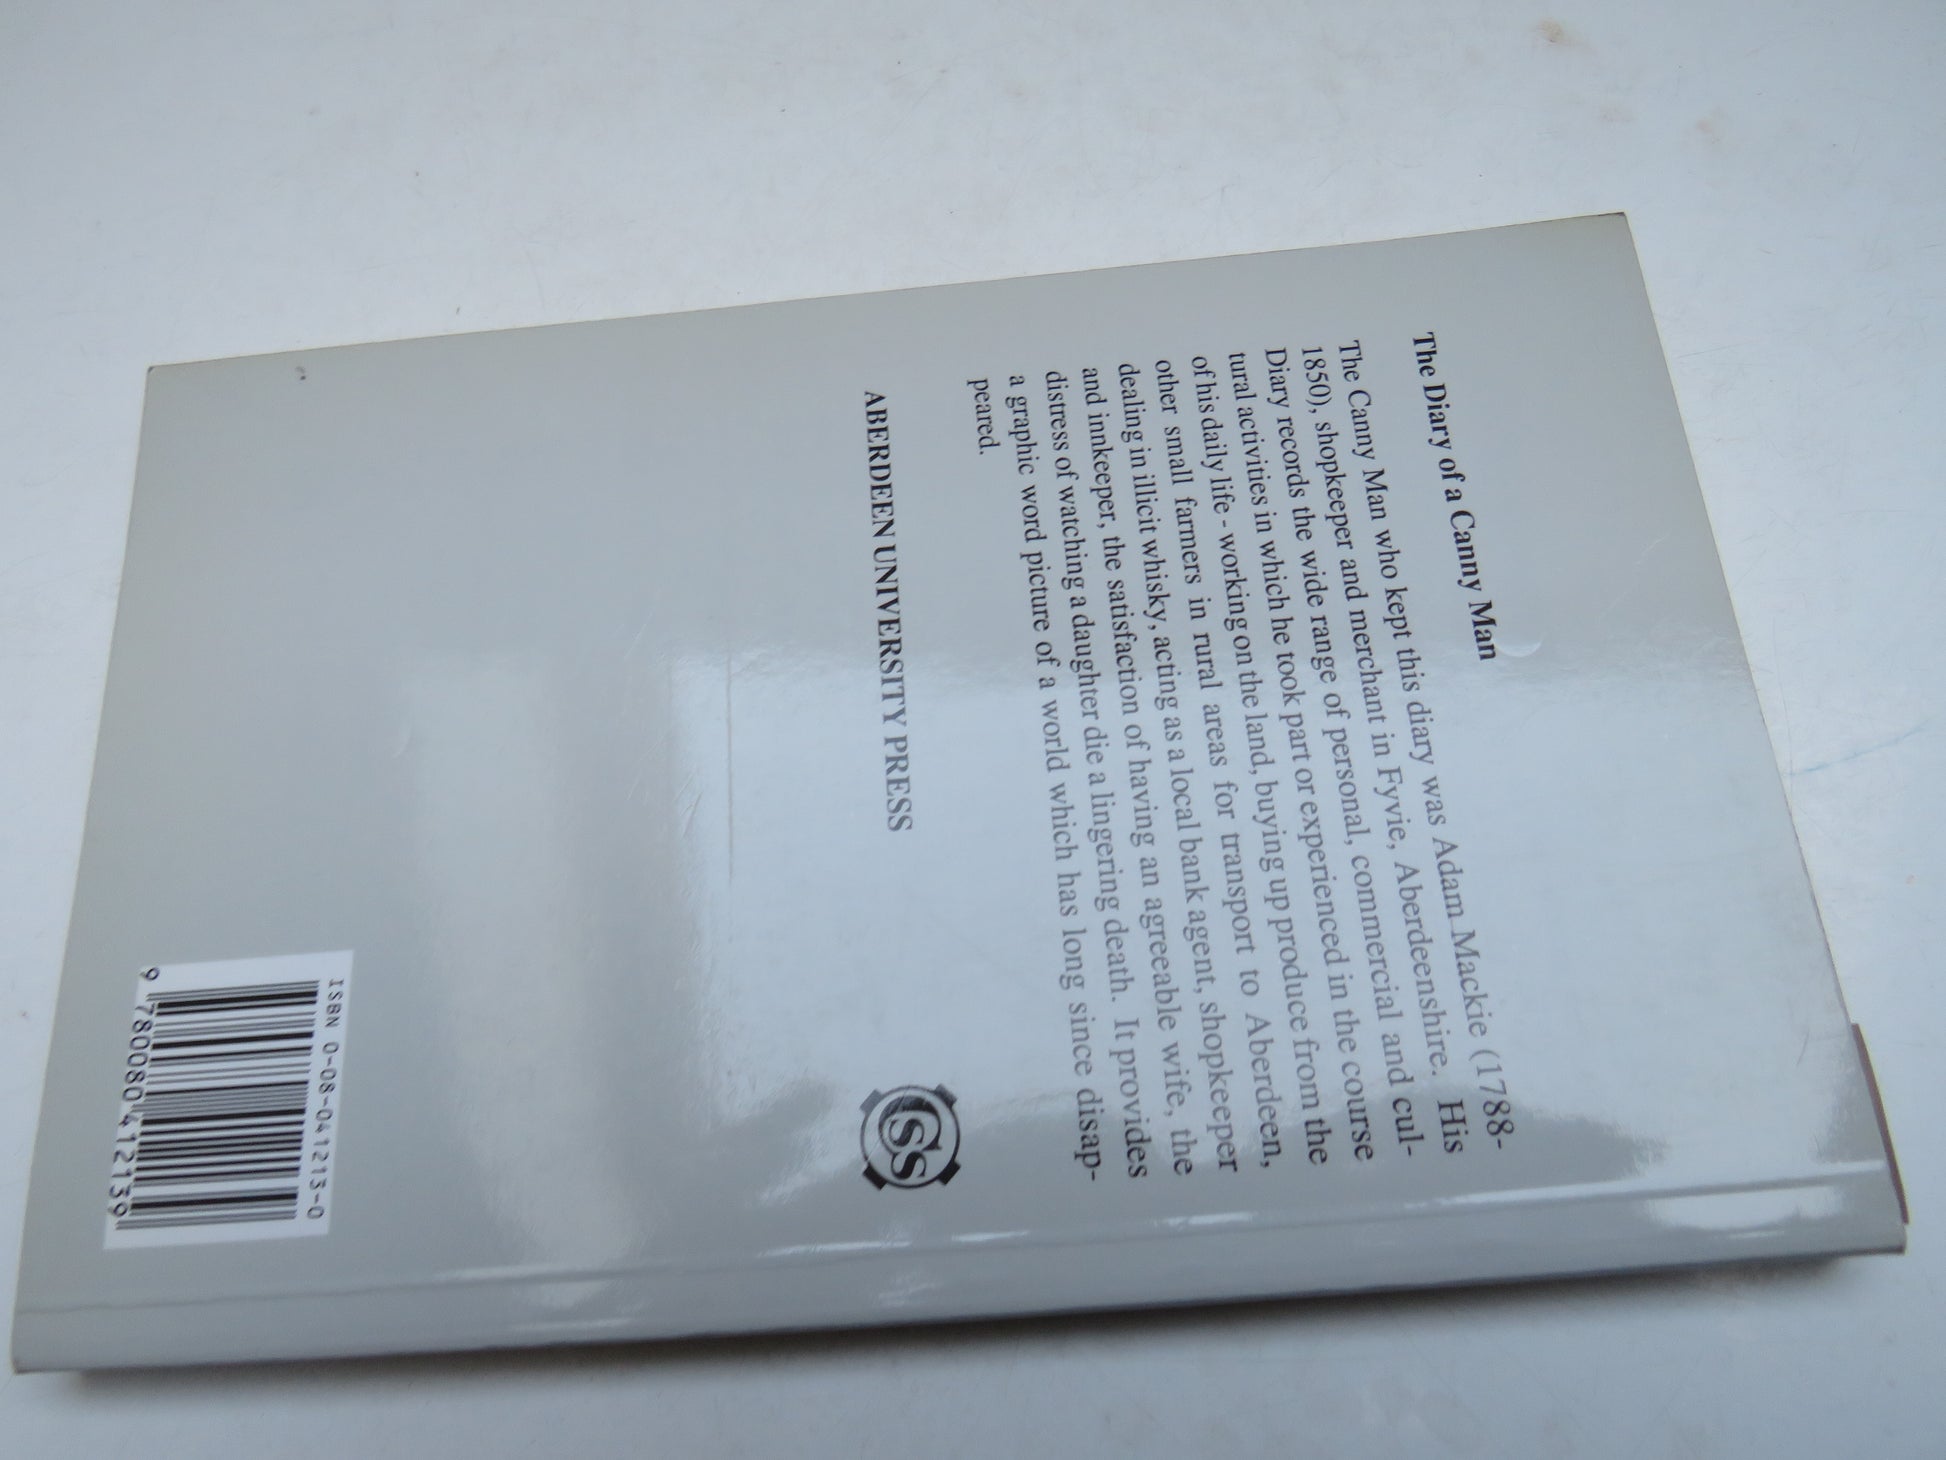 The Diary of a Canny Man
The Canny Man who kept this diary was Adam Mackie (1788-
1850), shopkeeper and merchant in Fyvie, Aberdeenshire. His
Diary records the wide range of personal, commercial and cul-
tural activities in which he took part or experienced in the course
of his daily life - working on the land, buying up produce from the
other small farmers in rural areas for transport to Aberdeen,
dealing in illicit whisky, acting as a local bank agent, shopkeeper
and innkeeper, the satisfaction of having an agreeable wife, the
distress of watching a daughter die a lingering death. It provides
a graphic word picture of a world which has long since disap-
peared.
ABERDEEN UNIVERSITY PRESS
ISBN 0-08-041213-0
9 780080 412139